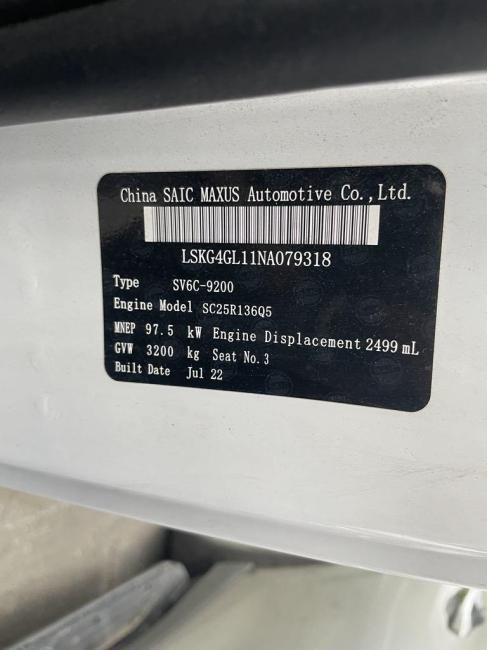 China SAIC MAXUS Automotive Co.,Ltd.
LSKG4GL11NA079318
Type SV6C-9200
Engine Model SC25R136Q5
MNEP 97.5 kW Engine Displacement 2499 mL
GVW 3200 kg Seat No.3
Built Date Jul 22